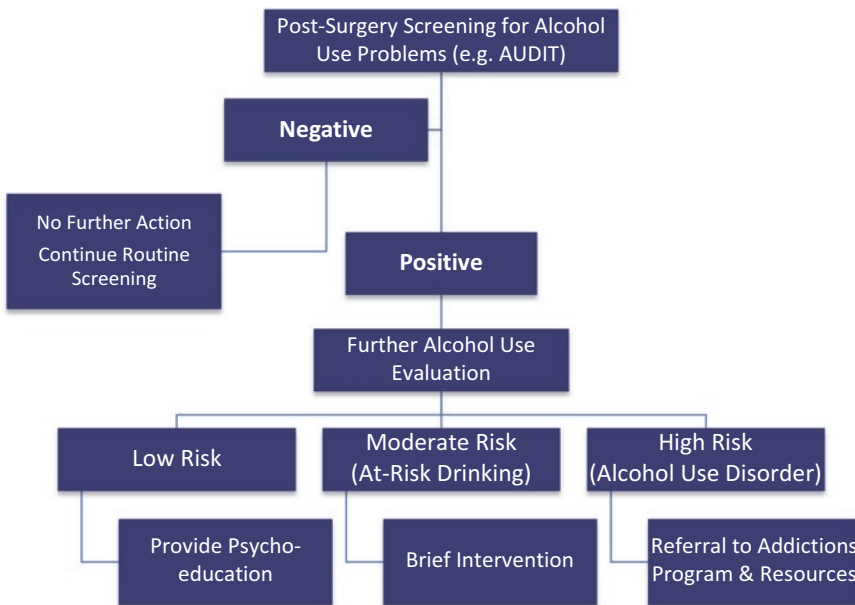 Post-Surgery Screening for Alcohol
Use Problems (e.g. AUDIT)
Negative
No Further Action
Continue Routine
Screening
Positive
Further Alcohol Use
Evaluation
Low Risk
Moderate Risk
(At-Risk Drinking)
High Risk
(Alcohol Use Disorder)
Provide Psycho-
education
Brief Intervention
Referral to Addictions
Program & Resources